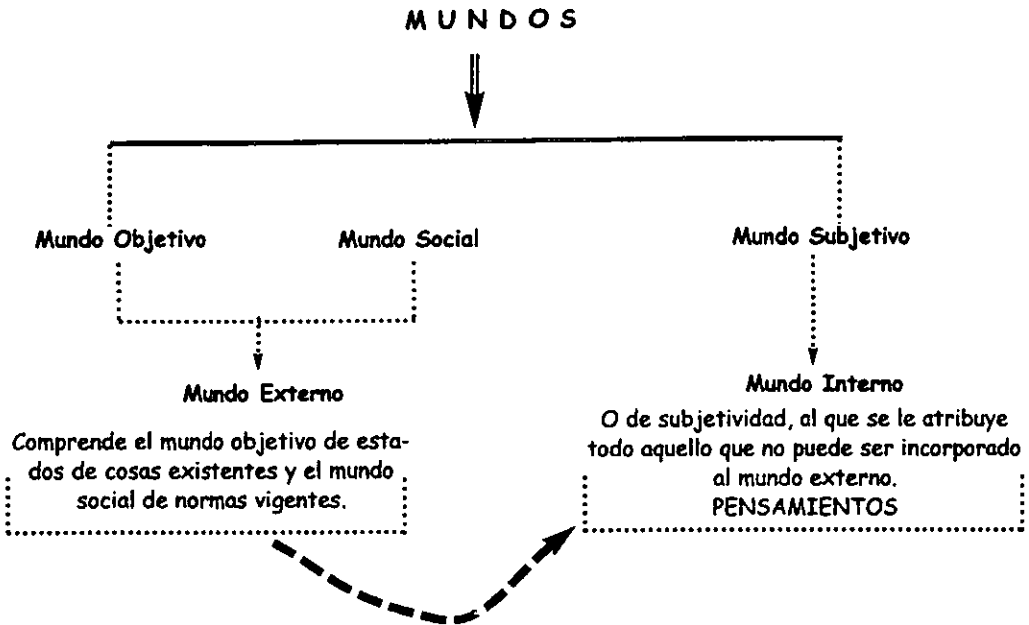 MUNDOS
Mundo Objetivo
Mundo Social
Mundo Subjetivo
Mundo Externo
Comprende el mundo objetivo de esta-
dos de cosas existentes y el mundo
social de normas vigentes.
Mundo Interno
O de subjetividad, al que se le atribuye
todo aquello que no puede ser incorporado
al mundo externo.
PENSAMIENTOS